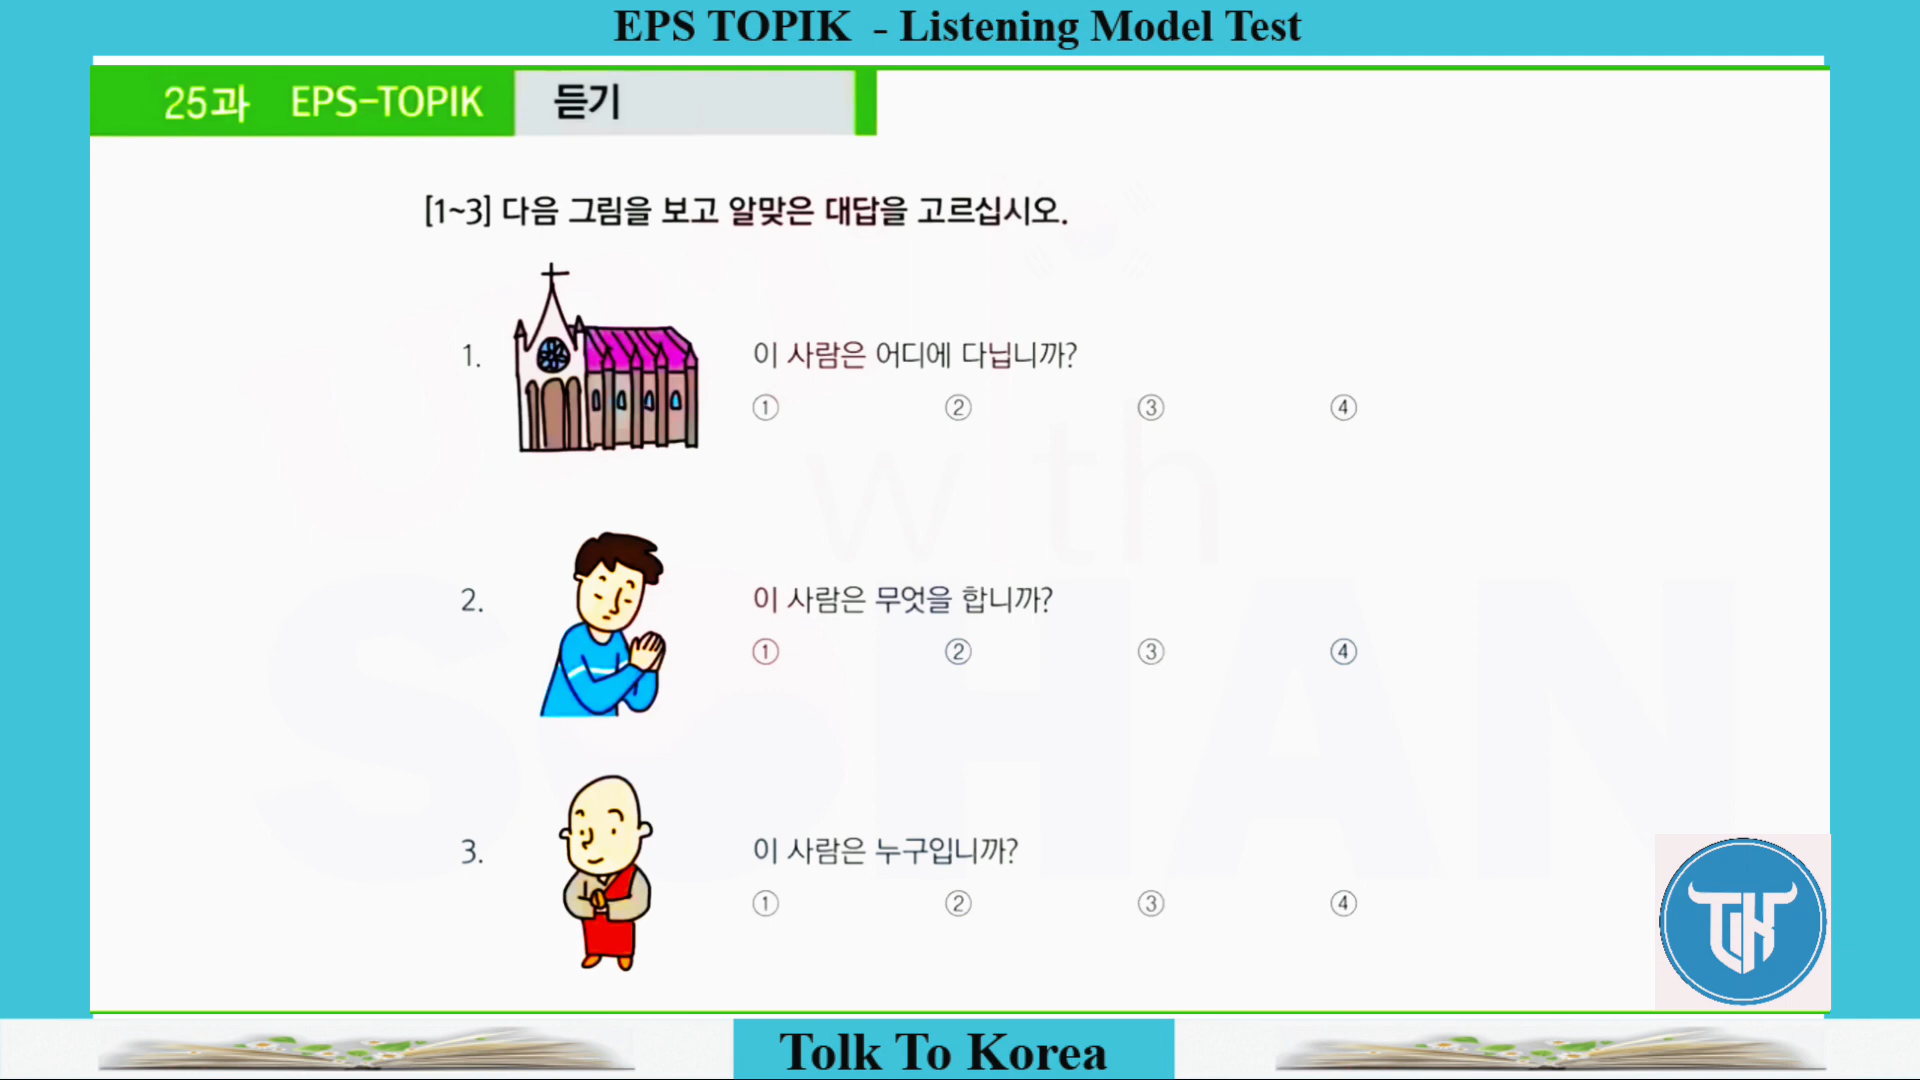 EPS TOPIK - Listening Model Test
25과 EPS-TOPIK 듣기
[1~3] 다음 그림을 보고 알맞은 대답을 고르십시오.
1. 이 사람은 어디에 다닙니까?
① ② ③ ④
w th
2. 이 사람은 무엇을 합니까?
① ② ③ ④
SOHAN
3. 이 사람은 누구입니까?
① ② ③ ④
TIK
Tolk To Korea